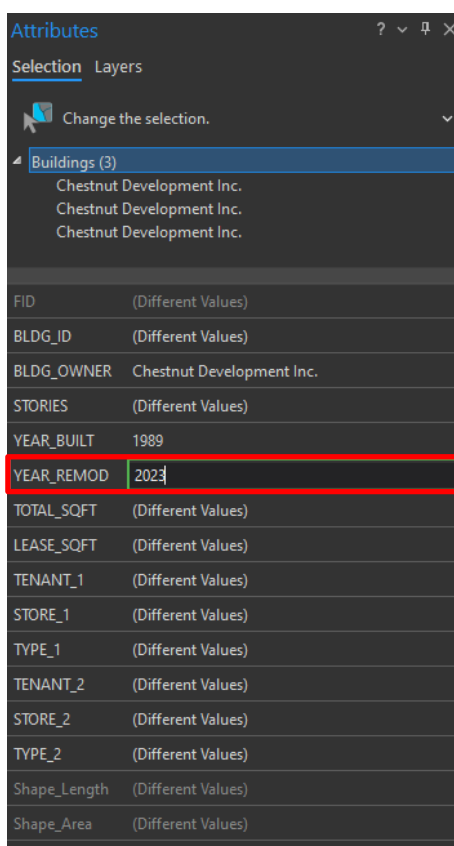 Attributes ?
Selection Layers
Change the selection.
Buildings (3)
Chestnut Development Inc.
Chestnut Development Inc.
Chestnut Development Inc.
FID (Different Values)
BLDG_ID (Different Values)
BLDG_OWNER Chestnut Development Inc.
STORIES (Different Values)
YEAR_BUILT 1989
YEAR_REMOD 2023
TOTAL_SQFT (Different Values)
LEASE_SQFT (Different Values)
TENANT_1 (Different Values)
STORE_1 (Different Values)
TYPE_1 (Different Values)
TENANT_2 (Different Values)
STORE_2 (Different Values)
TYPE_2 (Different Values)
Shape_Length (Different Values)
Shape_Area (Different Values)